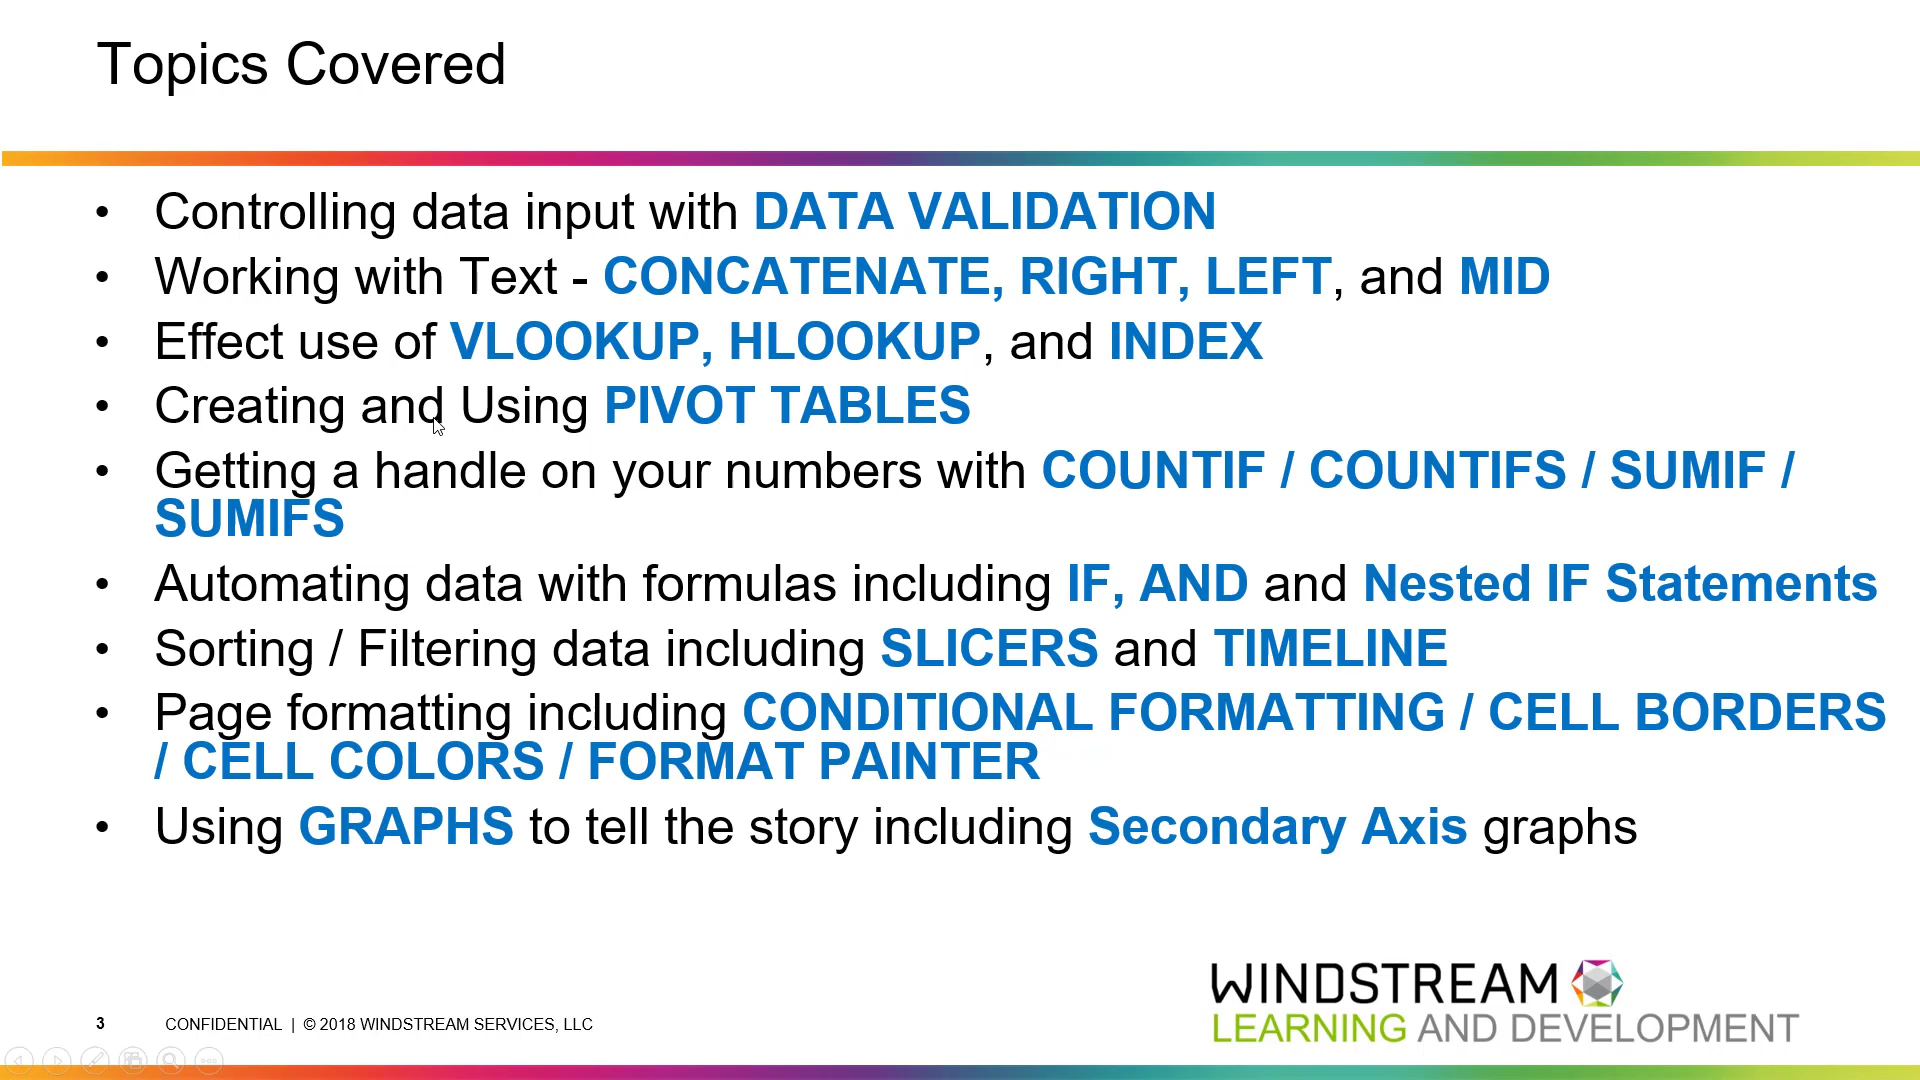 Topics Covered
• Controlling data input with DATA VALIDATION
• Working with Text - CONCATENATE, RIGHT, LEFT, and MID
• Effect use of VLOOKUP, HLOOKUP, and INDEX
• Creating and Using PIVOT TABLES
• Getting a handle on your numbers with COUNTIF / COUNTIFS / SUMIF /
SUMIFS
• Automating data with formulas including IF, AND and Nested IF Statements
• Sorting / Filtering data including SLICERS and TIMELINE
• Page formatting including CONDITIONAL FORMATTING / CELL BORDERS
/ CELL COLORS / FORMAT PAINTER
• Using GRAPHS to tell the story including Secondary Axis graphs
WINDSTREAM
LEARNING AND DEVELOPMENT
3 CONFIDENTIAL | © 2018 WINDSTREAM SERVICES, LLC